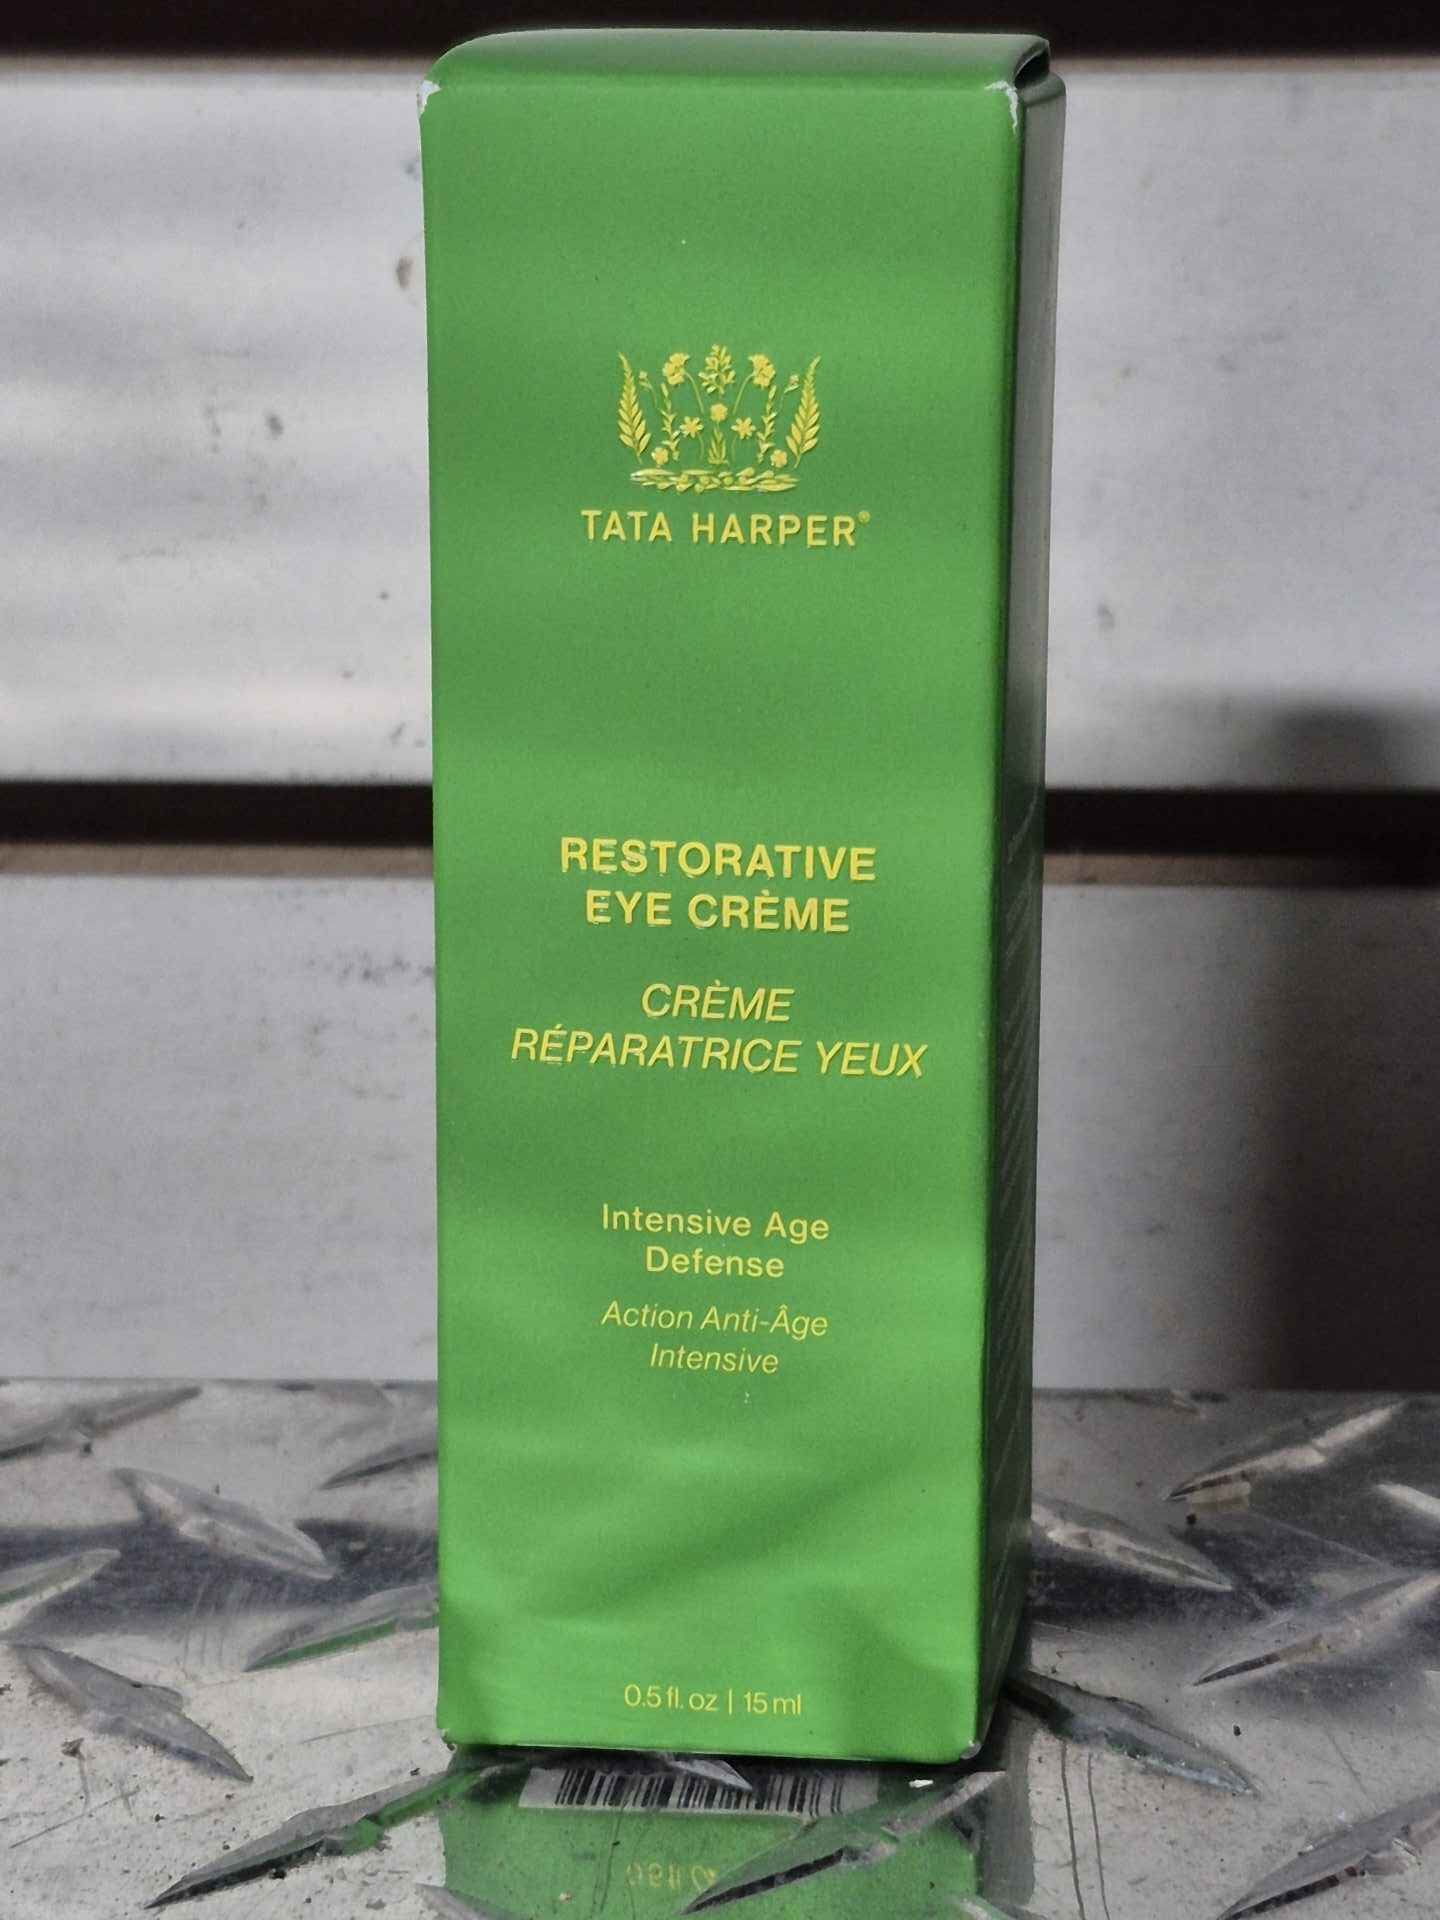 TATA HARPER®
RESTORATIVE
EYE CRÈME
CRÈME
RÉPARATRICE YEUX
Intensive Age
Defense
Action Anti-Âge
Intensive
0.5 fl. oz | 15 ml